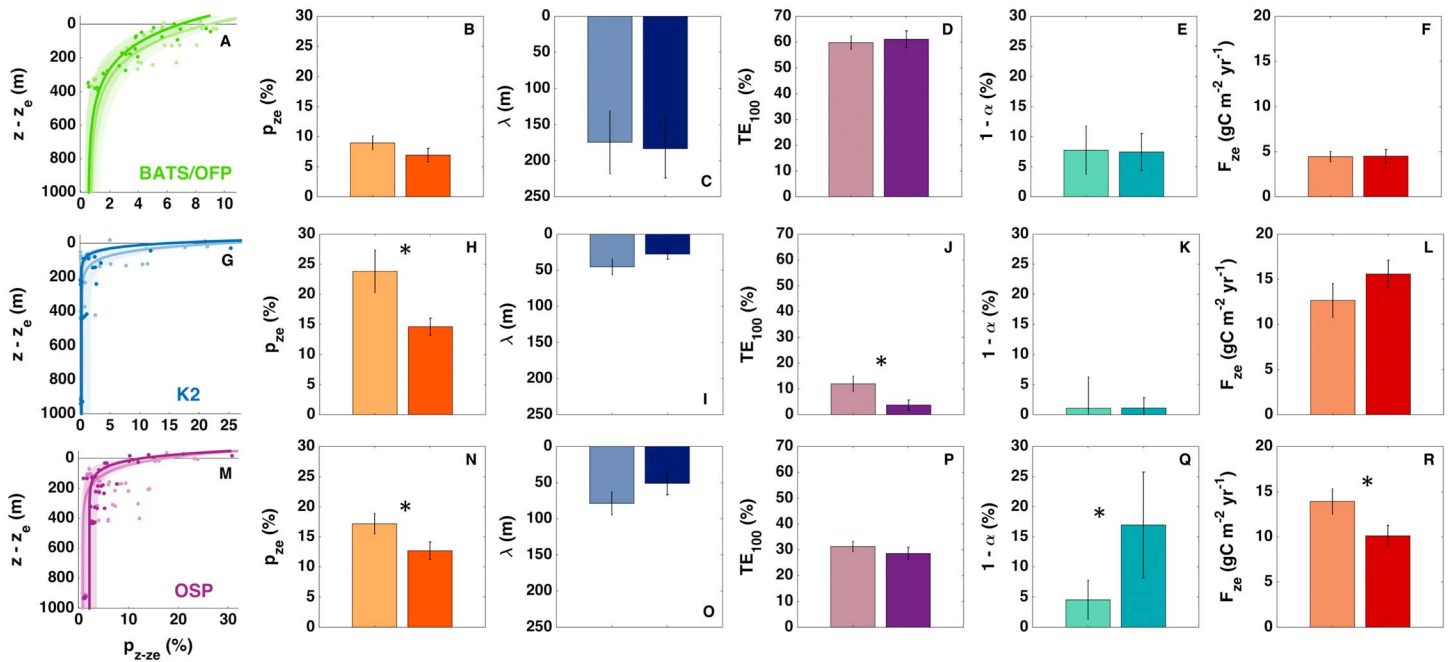 A
z - z_e (m)
0
200
400
600
800
1000
0 2 4 6 8 10
BATS/OFP
B
p_ze (%)
30
25
20
15
10
5
0
C
λ (m)
0
50
100
150
200
250
D
TE_100 (%)
70
60
50
40
30
20
10
0
E
1 - α (%)
30
25
20
15
10
5
0
F
F_ze (gC m^-2 yr^-1)
20
15
10
5
0
G
z - z_e (m)
0
200
400
600
800
1000
0 5 10 15 20 25
K2
H
p_ze (%)
30
25
20
15
10
5
0
*
I
λ (m)
0
50
100
150
200
250
J
TE_100 (%)
70
60
50
40
30
20
10
0
*
K
1 - α (%)
30
25
20
15
10
5
0
L
F_ze (gC m^-2 yr^-1)
20
15
10
5
0
M
z - z_e (m)
0
200
400
600
800
1000
0 10 20 30
OSP
p_z-ze (%)
N
p_ze (%)
30
25
20
15
10
5
0
*
O
λ (m)
0
50
100
150
200
250
P
TE_100 (%)
70
60
50
40
30
20
10
0
Q
1 - α (%)
30
25
20
15
10
5
0
*
R
F_ze (gC m^-2 yr^-1)
20
15
10
5
0
*